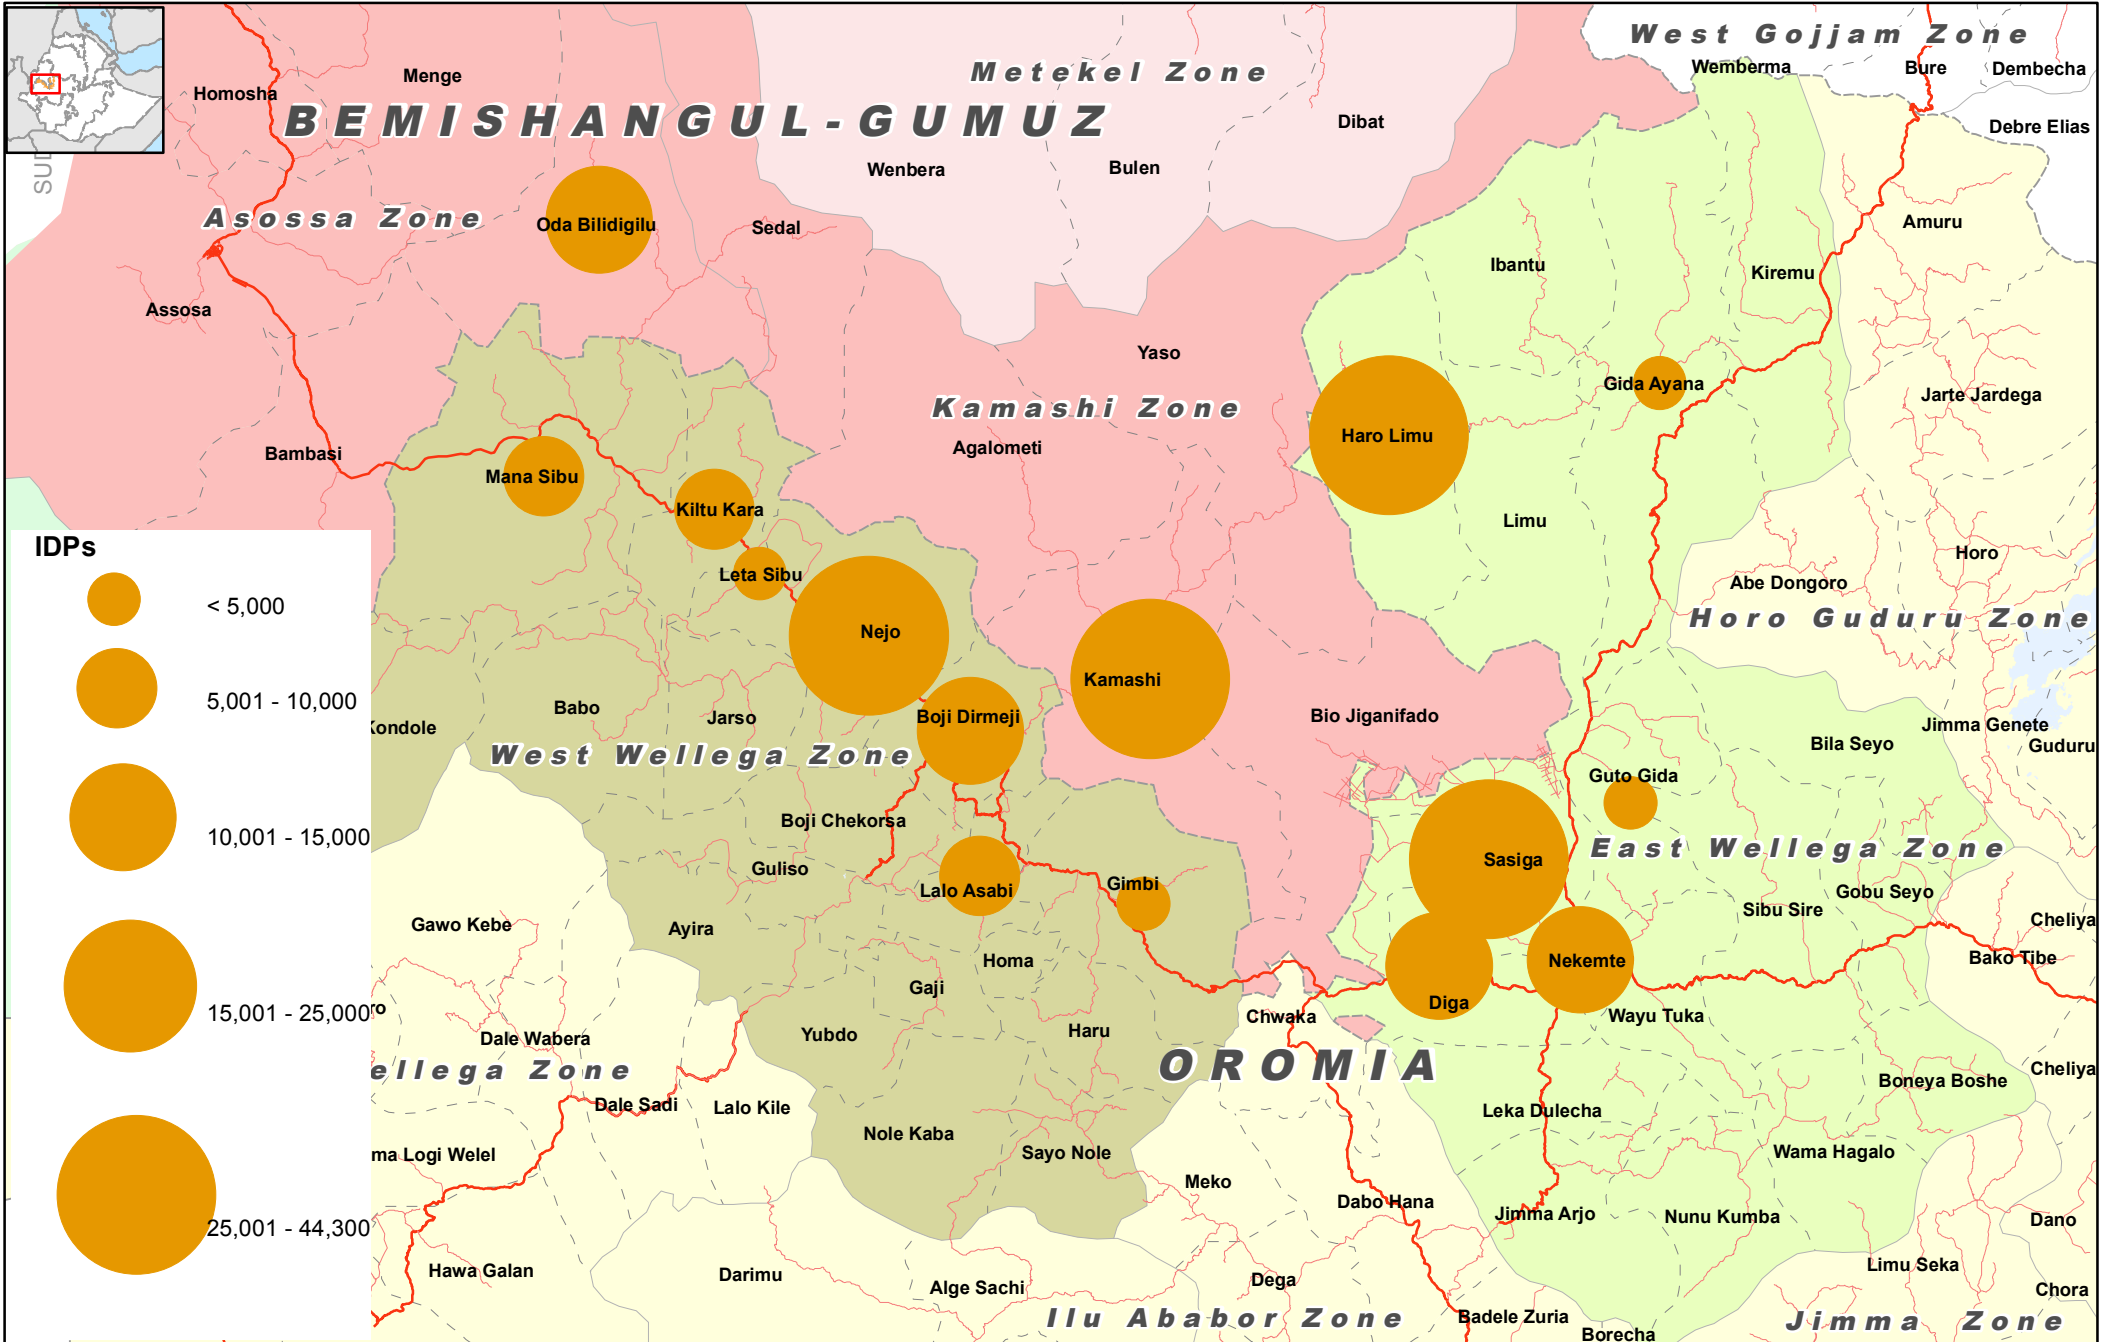 West Gojjam Zone
Wemberma
Bure
Dembecha
Metekel Zone
Menge
Homosha
BEMISHANGUL-GUMUZ
Dibat
Debre Elias
SUD
Wenbera
Bulen
Asossa Zone
Oda Bilidigilu
Sedal
Amuru
Ibantu
Kiremu
Assosa
Yaso
Gida Ayana
Jarte Jardega
Kamashi Zone
Haro Limu
Agalometi
Bambasi
Mana Sibu
Kiltu Kara
Limu
IDPs
Horo
Leta Sibu
Abe Dongoro
< 5,000
Horo Guduru Zone
Nejo
Kamashi
5,001 - 10,000
Babo
Jarso
Boji Dirmeji
Bio Jiganifado
Kondole
Jimma Genete
Bila Seyo
Guduru
West Wellega Zone
Guto Gida
Boji Chekorsa
10,001 - 15,000
East Wellega Zone
Sasiga
Guliso
Lalo Asabi
Gimbi
Gobu Seyo
Sibu Sire
Cheliya
Gawo Kebe
Ayira
Homa
Nekemte
Bako Tibe
Gaji
Diga
15,001 - 25,000
ro
Chwaka
Wayu Tuka
Dale Wabera
Yubdo
Haru
OROMIA
ellega Zone
Cheliya
Boneya Boshe
Dale Sadi
Lalo Kile
Leka Dulecha
Nole Kaba
ma Logi Welel
Sayo Nole
Wama Hagalo
Meko
Dabo Hana
Jimma Arjo
Nunu Kumba
Dano
25,001 - 44,300
Hawa Galan
Darimu
Alge Sachi
Dega
Limu Seka
Chora
Ilu Ababor Zone
Badele Zuria
Jimma Zone
Borecha